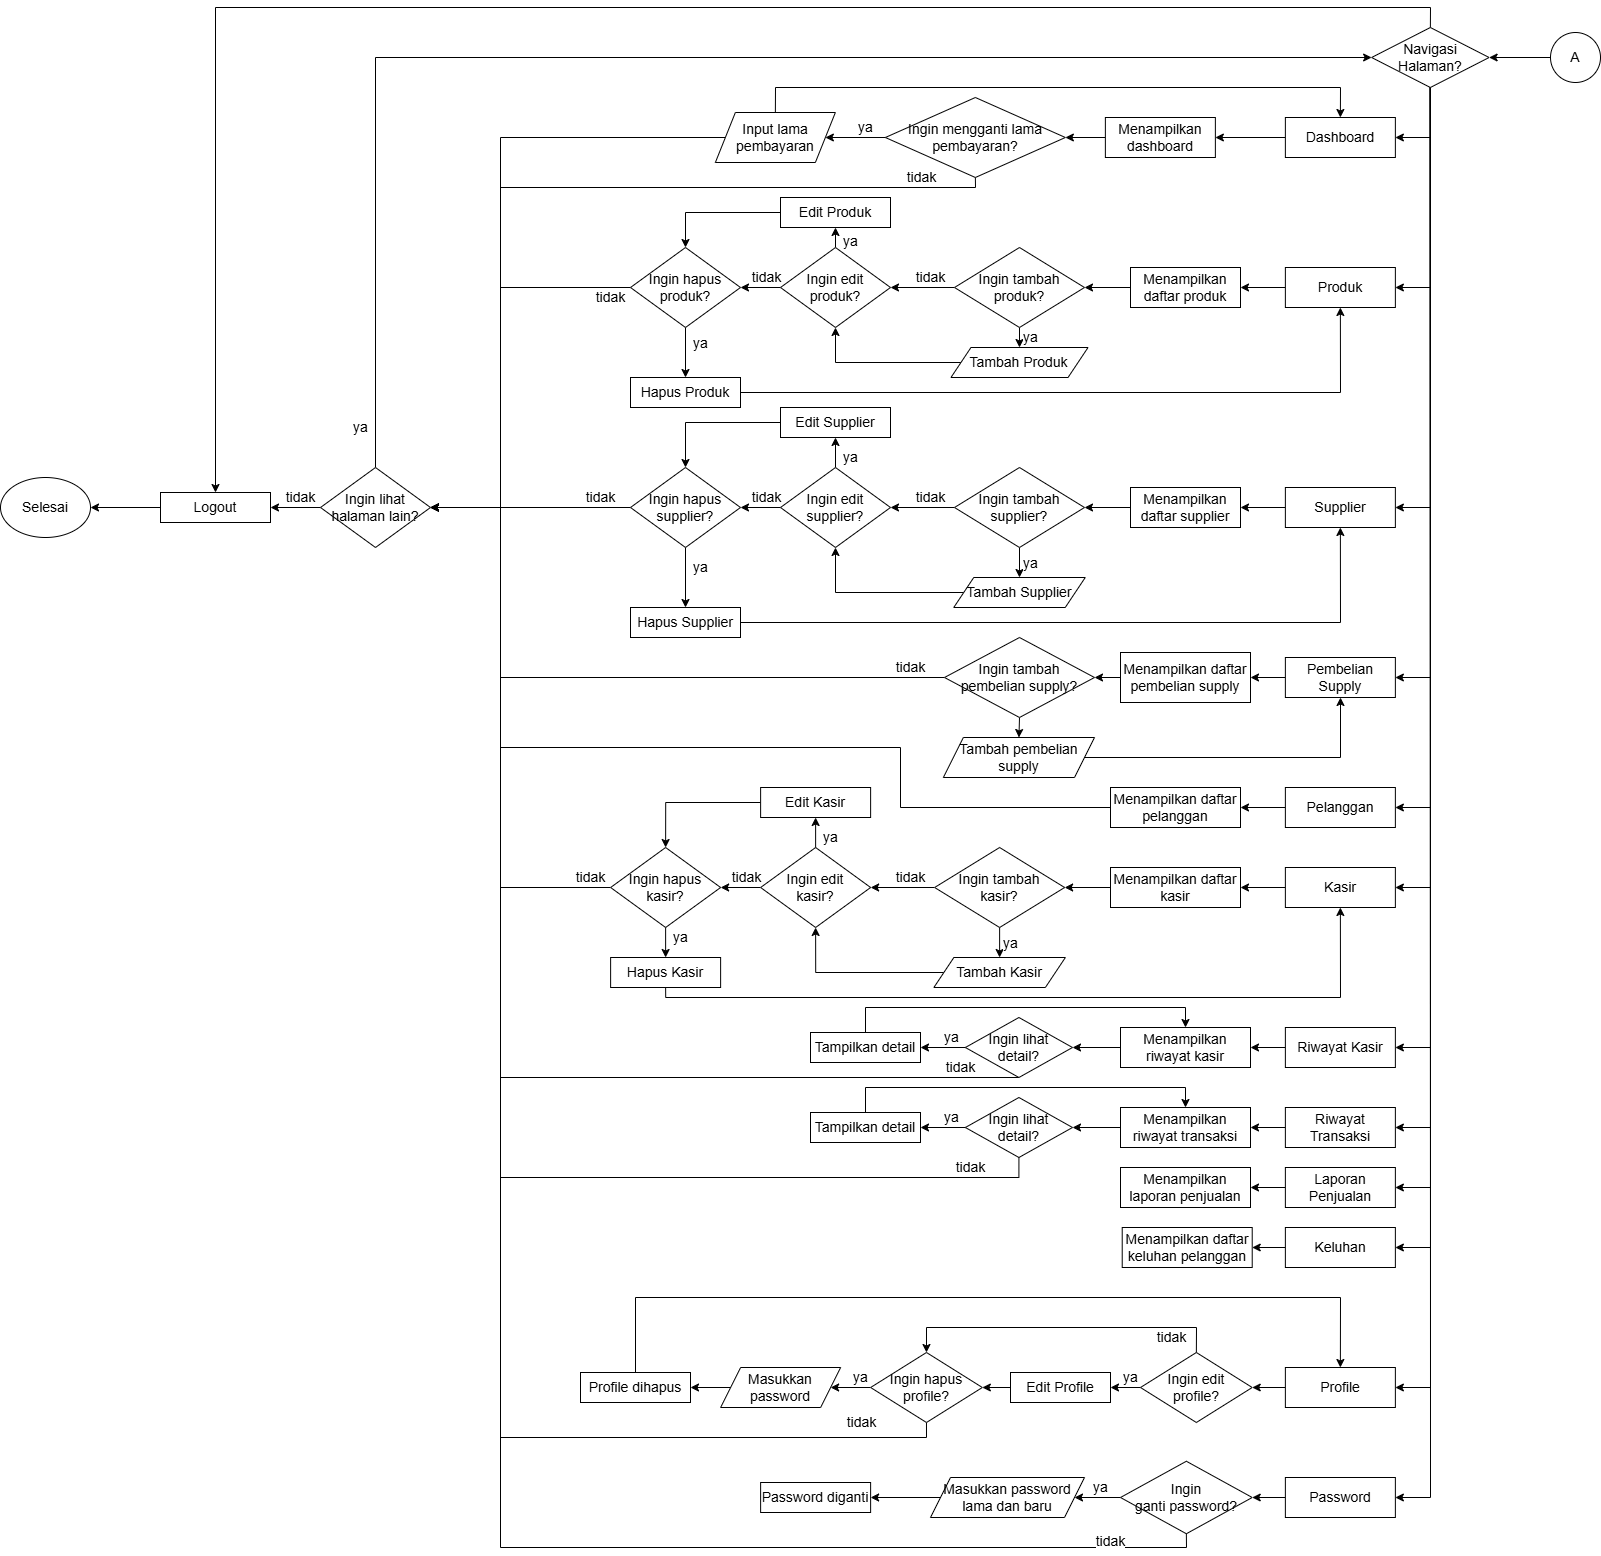 Navigasi
Halaman?
A
Input lama
pembayaran
ya
Ingin mengganti lama
pembayaran?
Menampilkan
dashboard
Dashboard
tidak
Edit Produk
ya
Ingin hapus
produk?
tidak
Ingin edit
produk?
tidak
Ingin tambah
produk?
Menampilkan
daftar produk
Produk
tidak
ya
ya
Tambah Produk
Hapus Produk
Edit Supplier
ya
ya
Selesai
Logout
tidak
Ingin lihat
halaman lain?
tidak
Ingin hapus
supplier?
tidak
Ingin edit
supplier?
tidak
Ingin tambah
supplier?
Menampilkan
daftar supplier
Supplier
ya
ya
Tambah Supplier
Hapus Supplier
tidak
Ingin tambah
pembelian supply?
Menampilkan daftar
pembelian supply
Pembelian
Supply
Tambah pembelian
supply
Menampilkan daftar
pelanggan
Pelanggan
Edit Kasir
ya
tidak
Ingin hapus
kasir?
tidak
Ingin edit
kasir?
tidak
Ingin tambah
kasir?
Menampilkan daftar
kasir
Kasir
ya
ya
Hapus Kasir
Tambah Kasir
Tampilkan detail
ya
Ingin lihat
detail?
Menampilkan
riwayat kasir
Riwayat Kasir
tidak
Tampilkan detail
ya
Ingin lihat
detail?
Menampilkan
riwayat transaksi
Riwayat
Transaksi
tidak
Menampilkan
laporan penjualan
Laporan
Penjualan
Menampilkan daftar
keluhan pelanggan
Keluhan
tidak
Profile dihapus
Masukkan
password
ya
Ingin hapus
profile?
Edit Profile
ya
Ingin edit
profile?
Profile
tidak
Password diganti
Masukkan password
lama dan baru
ya
Ingin
ganti password?
Password
tidak